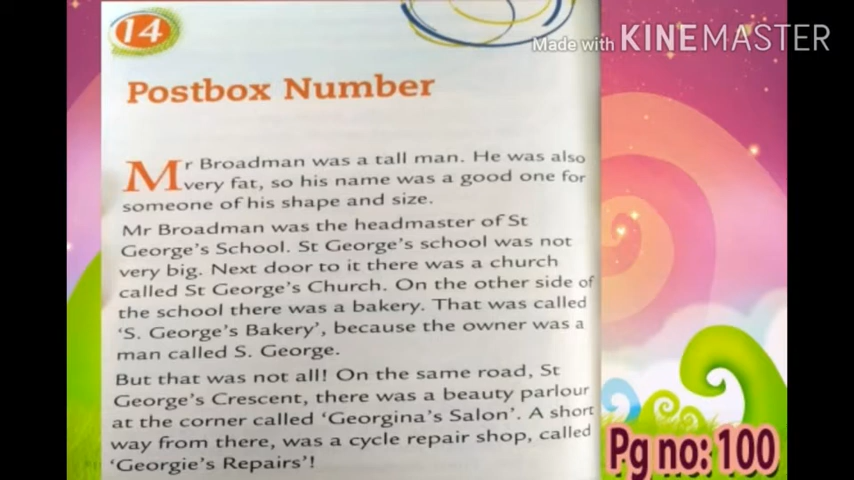 14
Made with KINEMASTER
Postbox Number
Mr Broadman was a tall man. He was also
very fat, so his name was a good one for
someone of his shape and size.
Mr Broadman was the headmaster of St
George's School. St George's school was not
very big. Next door to it there was a church
called St George's Church. On the other side of
the school there was a bakery. That was called
'S. George's Bakery', because the owner was a
man called S. George.
But that was not all! On the same road, St
George's Crescent, there was a beauty parlour
at the corner called 'Georgina's Salon'. A short
way from there, was a cycle repair shop, called
'Georgie's Repairs'!
Pg no: 100